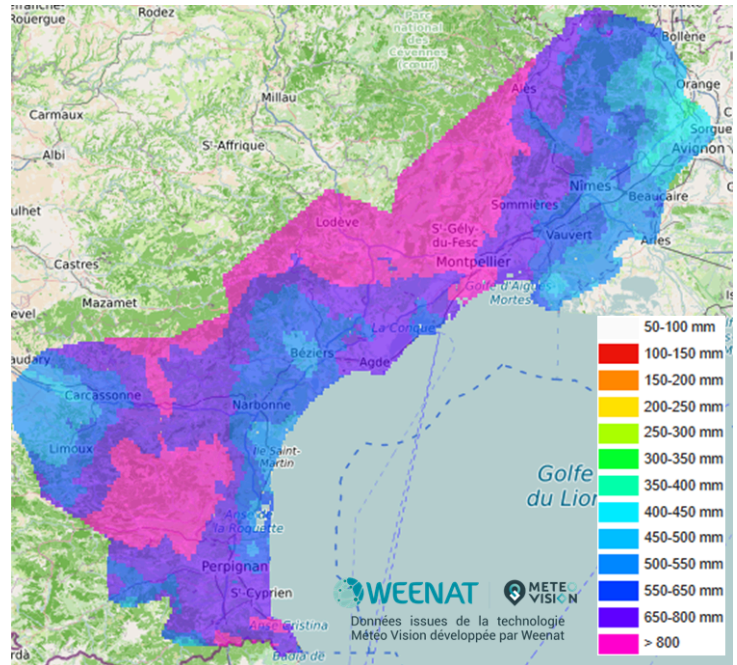 Rouergue
Rodez
Parc
national
des
Cévennes
(cœur)
Bollène
Orange
Alès
Millau
Carmaux
Sorgue
Avignon
St-Affrique
Albi
Nîmes
Beaucaire
Sommières
Lodève
St-Gély-
du-Fesc
Vauvert
Arles
Montpellier
Castres
Golfe d'Aigues
Mortes
Mazamet
La Conque
Béziers
Agde
Carcassonne
Narbonne
Limoux
Ile Saint-
Martin
Golfe
du Lion
la Roquette
Perpignan
St-Cyprien
50-100 mm
100-150 mm
150-200 mm
200-250 mm
250-300 mm
300-350 mm
350-400 mm
400-450 mm
450-500 mm
500-550 mm
550-650 mm
650-800 mm
> 800
WEENAT
METEO
VISION
Données issues de la technologie
Météo Vision développée par Weenat